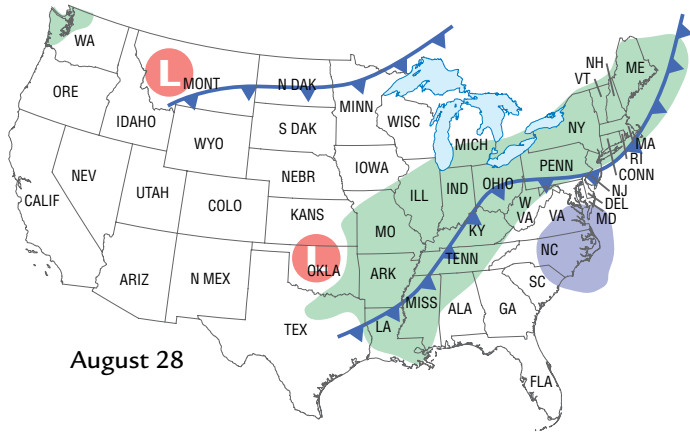 WA
ORE
CALIF
NEV
IDAHO
MONT
L
WYO
UTAH
ARIZ
COLO
N MEX
N DAK
S DAK
NEBR
KANS
L
OKLA
TEX
MINN
IOWA
MO
ARK
LA
WISC
ILL
MICH
IND
OHIO
KY
TENN
MISS
ALA
GA
FLA
SC
NC
VA
W
VA
PENN
NY
VT
NH
ME
MA
RI
CONN
NJ
DEL
MD
August 28